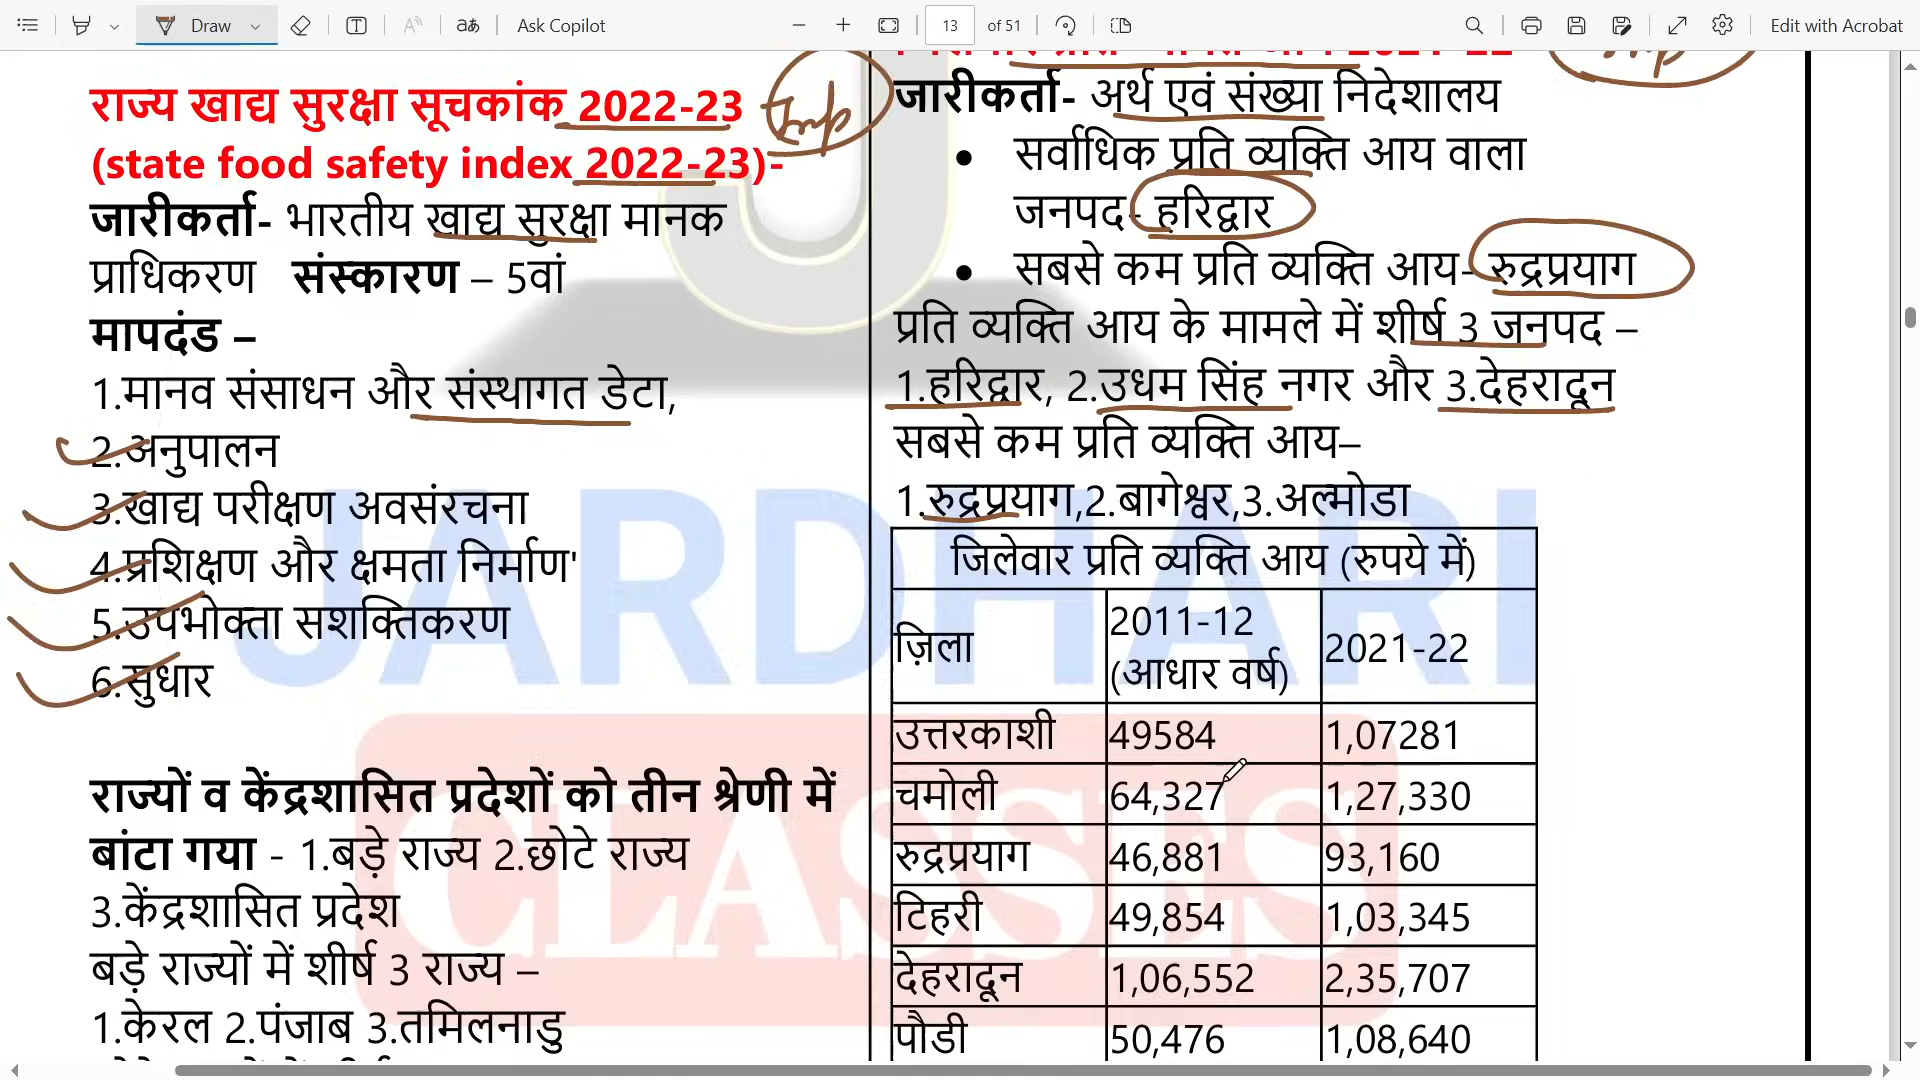 Draw
Ask Copilot
13 of 51
Edit with Acrobat
राज्य खाद्य सुरक्षा सूचकांक 2022-23
Imp
(state food safety index 2022-23)-
जारीकर्ता- भारतीय खाद्य सुरक्षा मानक
प्राधिकरण संस्कारण – 5वां
मापदंड –
1.मानव संसाधन और संस्थागत डेटा,
2.अनुपालन
3.खाद्य परीक्षण अवसंरचना
4.प्रशिक्षण और क्षमता निर्माण'
5.उपभोक्ता सशक्तिकरण
6.सुधार
राज्यों व केंद्रशासित प्रदेशों को तीन श्रेणी में
बांटा गया - 1.बड़े राज्य 2.छोटे राज्य
3.केंद्रशासित प्रदेश
बड़े राज्यों में शीर्ष 3 राज्य –
1.केरल 2.पंजाब 3.तमिलनाडु
जारीकर्ता- अर्थ एवं संख्या निदेशालय
• सर्वाधिक प्रति व्यक्ति आय वाला
जनपद- हरिद्वार
• सबसे कम प्रति व्यक्ति आय- रुद्रप्रयाग
प्रति व्यक्ति आय के मामले में शीर्ष 3 जनपद –
1.हरिद्वार, 2.उधम सिंह नगर और 3.देहरादून
सबसे कम प्रति व्यक्ति आय–
1.रुद्रप्रयाग,2.बागेश्वर,3.अल्मोडा
जिलेवार प्रति व्यक्ति आय (रुपये में)
ज़िला 2011-12 (आधार वर्ष) 2021-22
उत्तरकाशी 49584 1,07281
चमोली 64,327 1,27,330
रुद्रप्रयाग 46,881 93,160
टिहरी 49,854 1,03,345
देहरादून 1,06,552 2,35,707
पौडी 50,476 1,08,640
JARDHARI
CLASSES